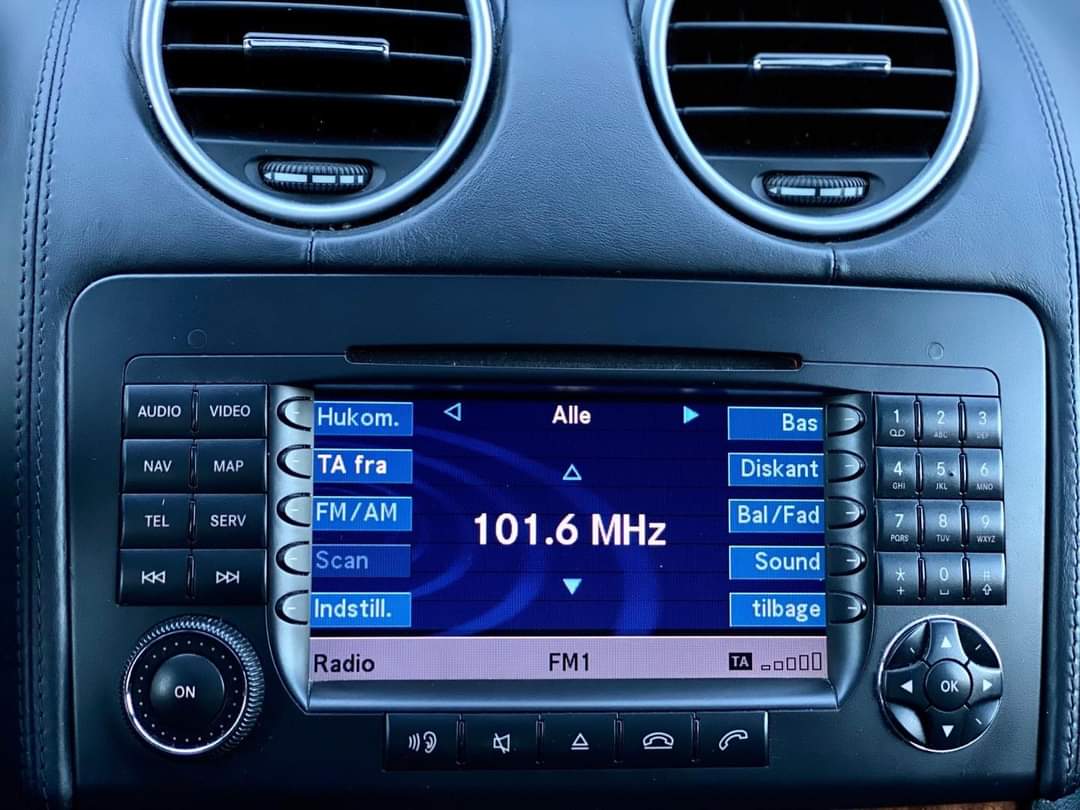 AUDIO VIDEO
NAV MAP
TEL SERV
ON
Hukom.
TA fra
FM/AM
Scan
Indstill.
Alle
101.6 MHz
Bas
Diskant
Bal/Fad
Sound
tilbage
Radio FM1 TA
1 2 ABC 3 DEF
4 GHI 5 JKL 6 MNO
7 PQRS 8 TUV 9 WXYZ
* + 0 #
OK